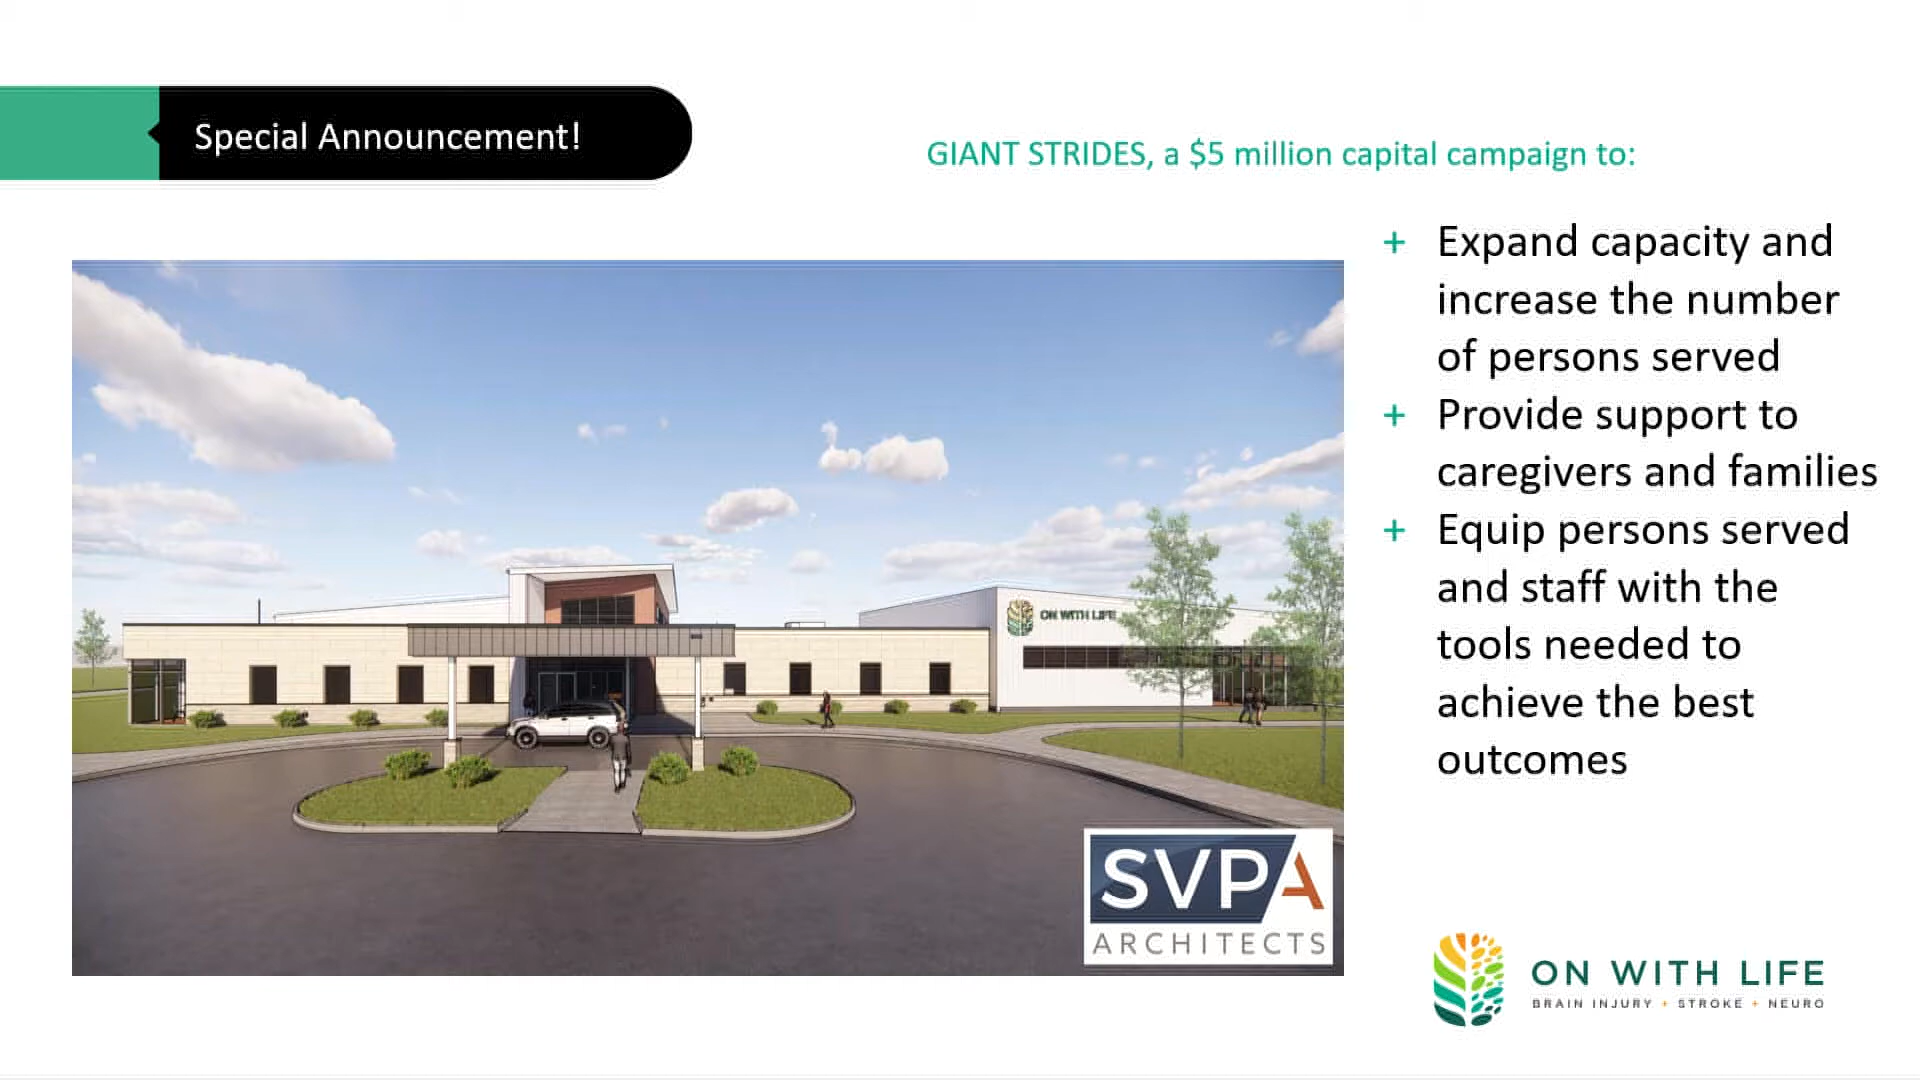 Special Announcement!
GIANT STRIDES, a $5 million capital campaign to:
+ Expand capacity and
increase the number
of persons served
+ Provide support to
caregivers and families
+ Equip persons served
and staff with the
tools needed to
achieve the best
outcomes
ON WITH LIFE
SVPA
ARCHITECTS
ON WITH LIFE
BRAIN INJURY + STROKE + NEURO